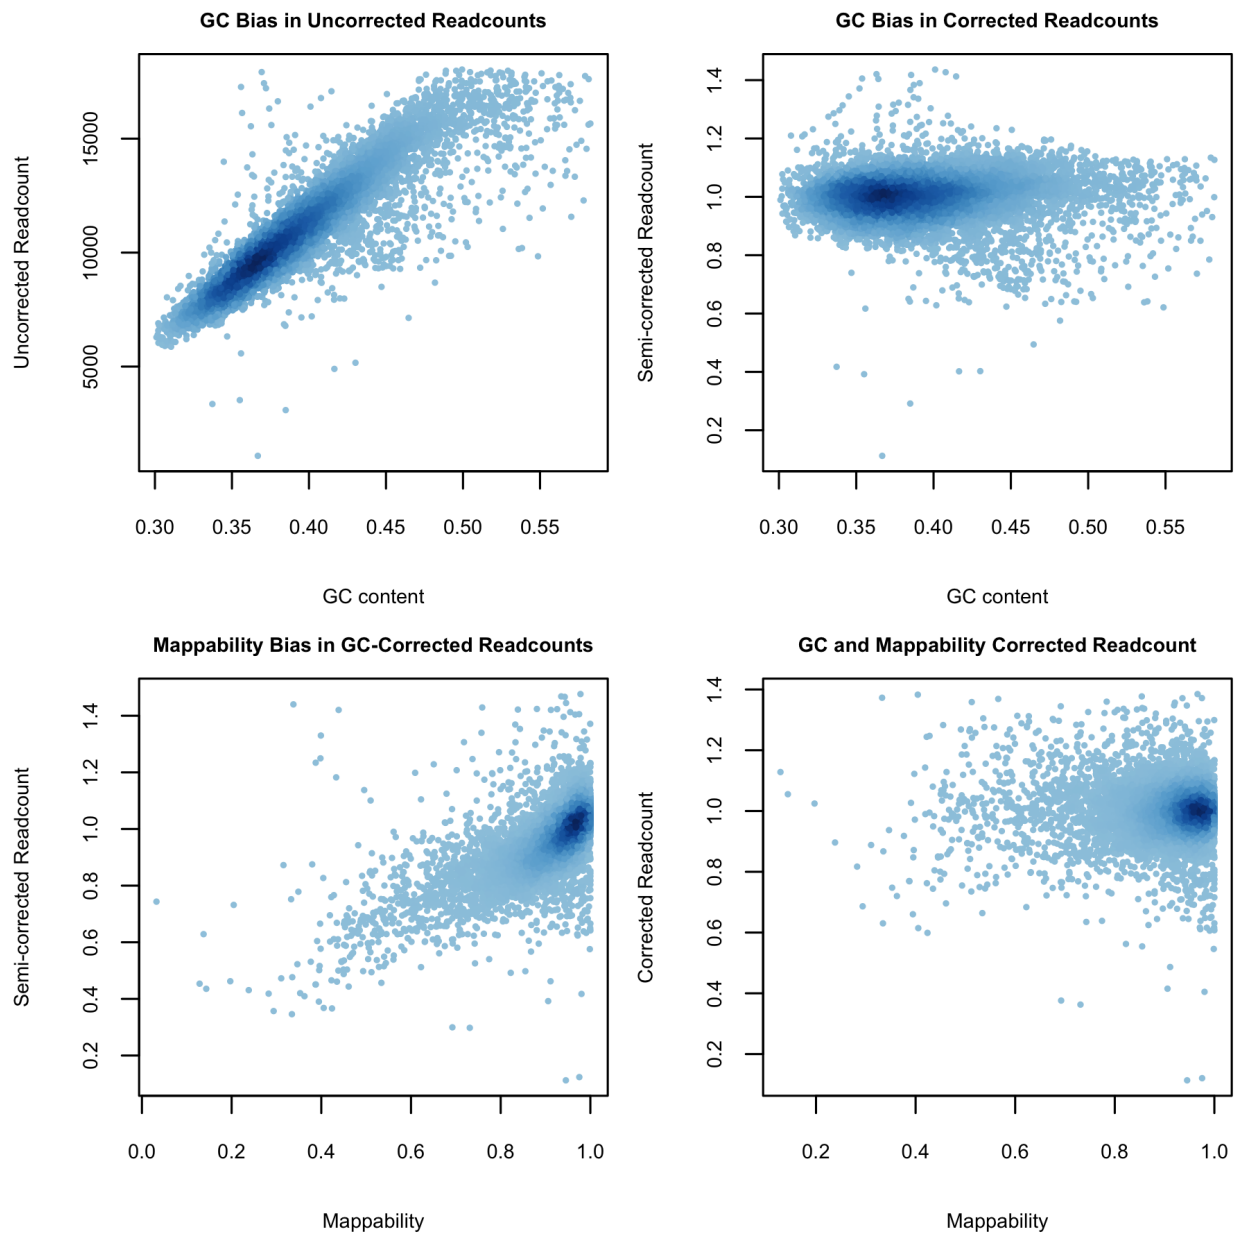 GC Bias in Uncorrected Readcounts
Uncorrected Readcount
15000
10000
5000
0.30 0.35 0.40 0.45 0.50 0.55
GC content
GC Bias in Corrected Readcounts
Semi-corrected Readcount
1.4
1.2
1.0
0.8
0.6
0.4
0.2
0.30 0.35 0.40 0.45 0.50 0.55
GC content
Mappability Bias in GC-Corrected Readcounts
Semi-corrected Readcount
1.4
1.2
1.0
0.8
0.6
0.4
0.2
0.0 0.2 0.4 0.6 0.8 1.0
Mappability
GC and Mappability Corrected Readcount
Corrected Readcount
1.4
1.2
1.0
0.8
0.6
0.4
0.2
0.2 0.4 0.6 0.8 1.0
Mappability